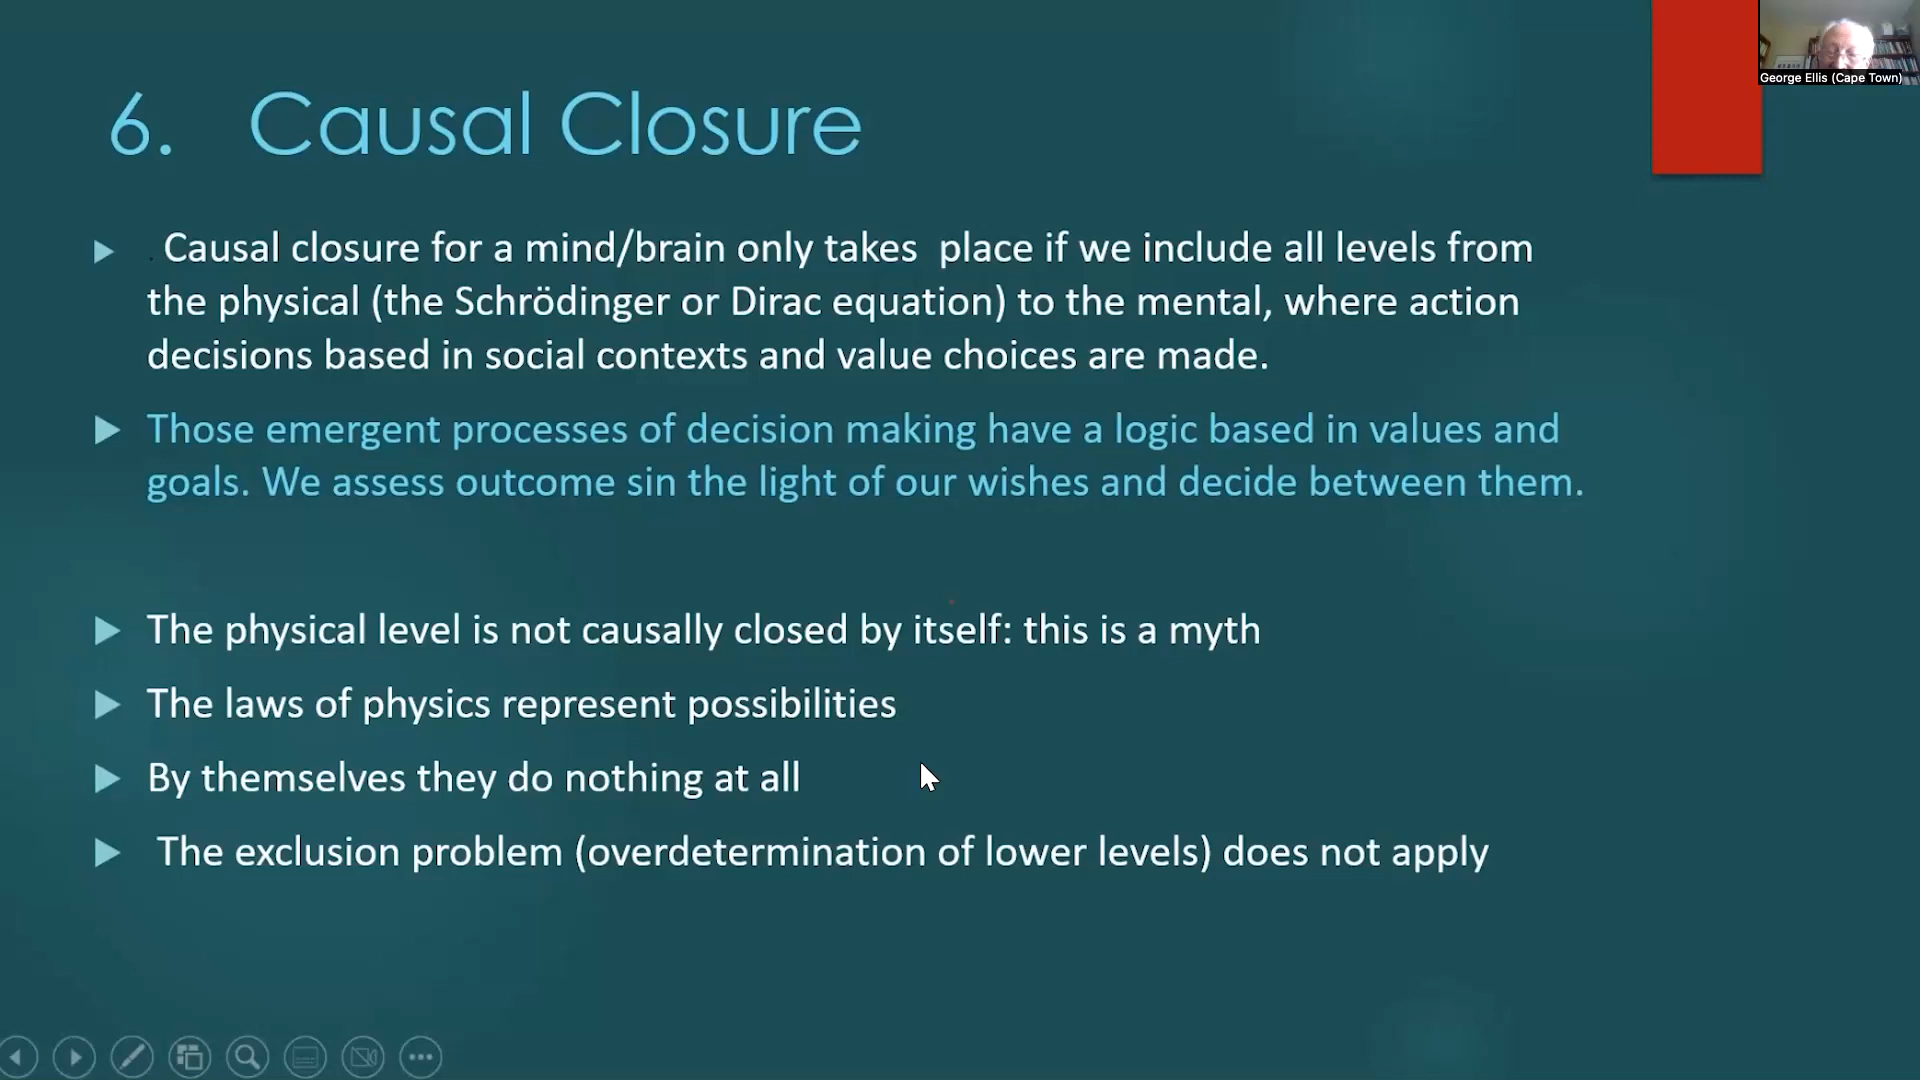 George Ellis (Cape Town)
6. Causal Closure
. Causal closure for a mind/brain only takes place if we include all levels from
the physical (the Schrödinger or Dirac equation) to the mental, where action
decisions based in social contexts and value choices are made.
Those emergent processes of decision making have a logic based in values and
goals. We assess outcome sin the light of our wishes and decide between them.
The physical level is not causally closed by itself: this is a myth
The laws of physics represent possibilities
By themselves they do nothing at all
The exclusion problem (overdetermination of lower levels) does not apply